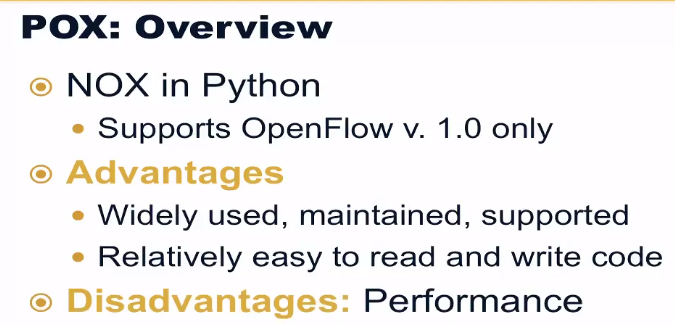 POX: Overview
NOX in Python
Supports OpenFlow v. 1.0 only
Advantages
Widely used, maintained, supported
Relatively easy to read and write code
Disadvantages: Performance